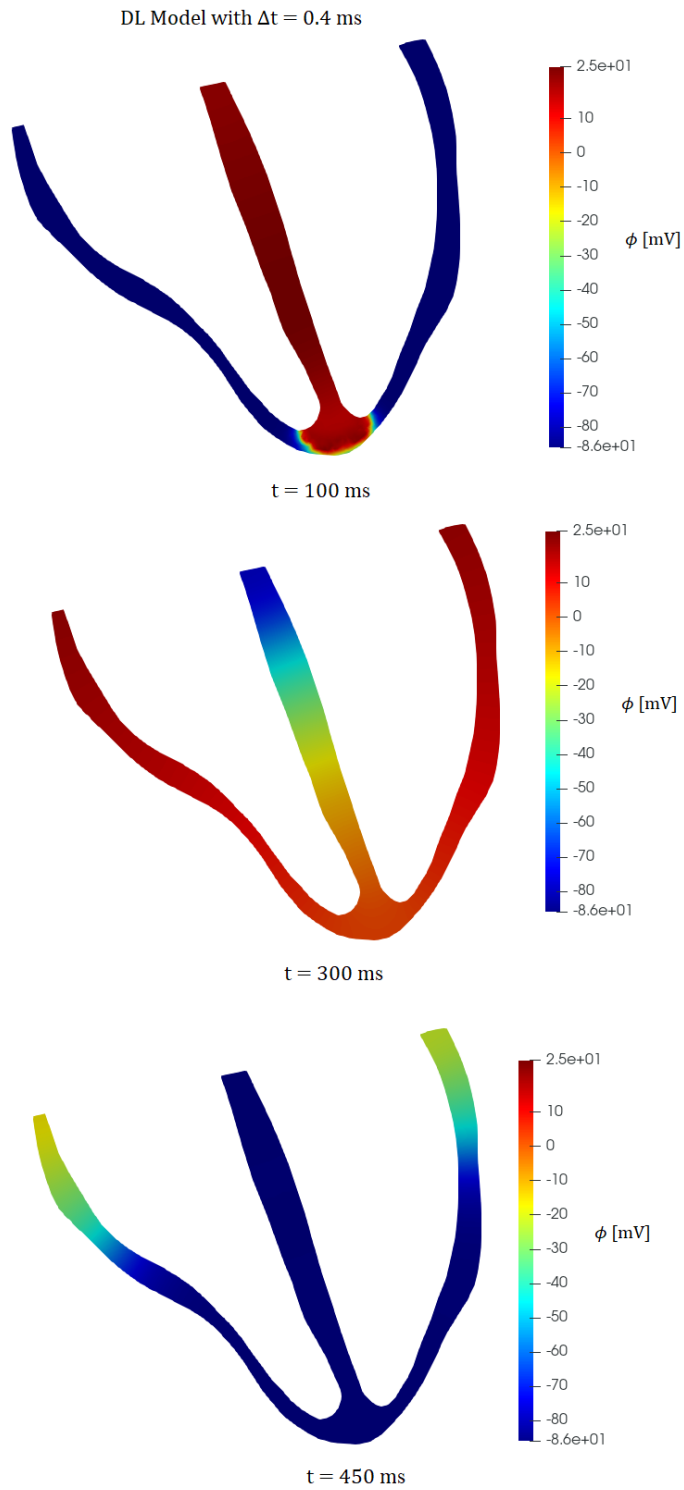 DL Model with Δt = 0.4 ms
2.5e+01
10
0
-10
-20
-30
-40
-50
-60
-70
-80
-8.6e+01
ϕ [mV]
t = 100 ms
2.5e+01
10
0
-10
-20
-30
-40
-50
-60
-70
-80
-8.6e+01
ϕ [mV]
t = 300 ms
2.5e+01
10
0
-10
-20
-30
-40
-50
-60
-70
-80
-8.6e+01
ϕ [mV]
t = 450 ms